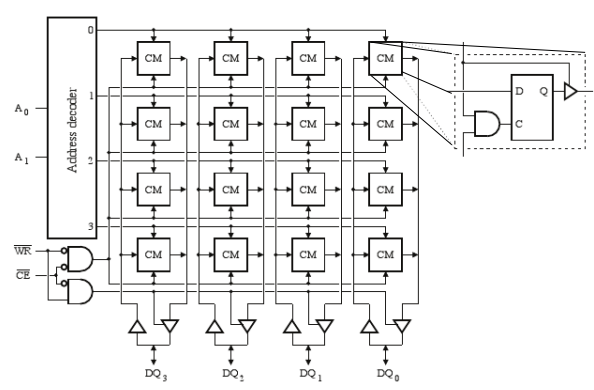 0
CM CM CM CM
D Q
C
1
A0
CM CM CM CM
Address decoder
A1
2
CM CM CM CM
3
WR
CM CM CM CM
CE
DQ3 DQ2 DQ1 DQ0